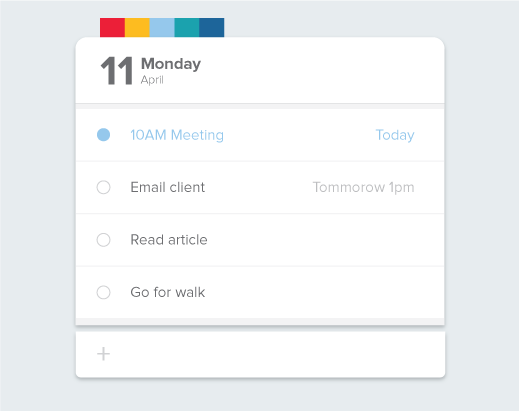 11 Monday
April
10AM Meeting Today
Email client Tommorow 1pm
Read article
Go for walk
+